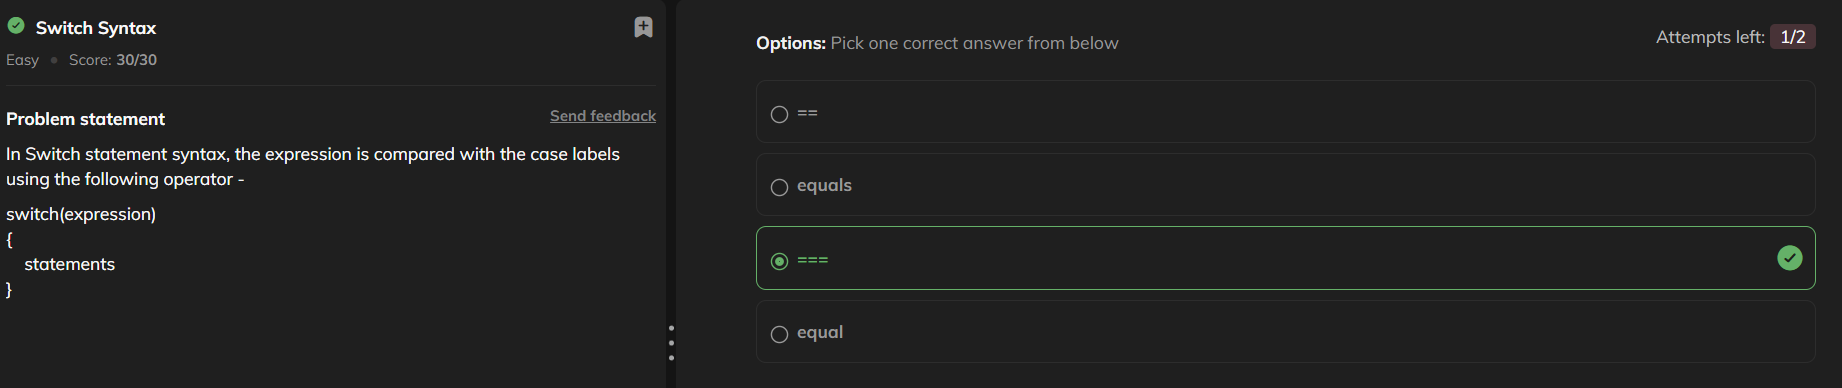 Switch Syntax
Easy • Score: 30/30
Problem statement
Send feedback
In Switch statement syntax, the expression is compared with the case labels
using the following operator -
switch(expression)
{
statements
}
Options: Pick one correct answer from below
Attempts left: 1/2
==
equals
===
equal